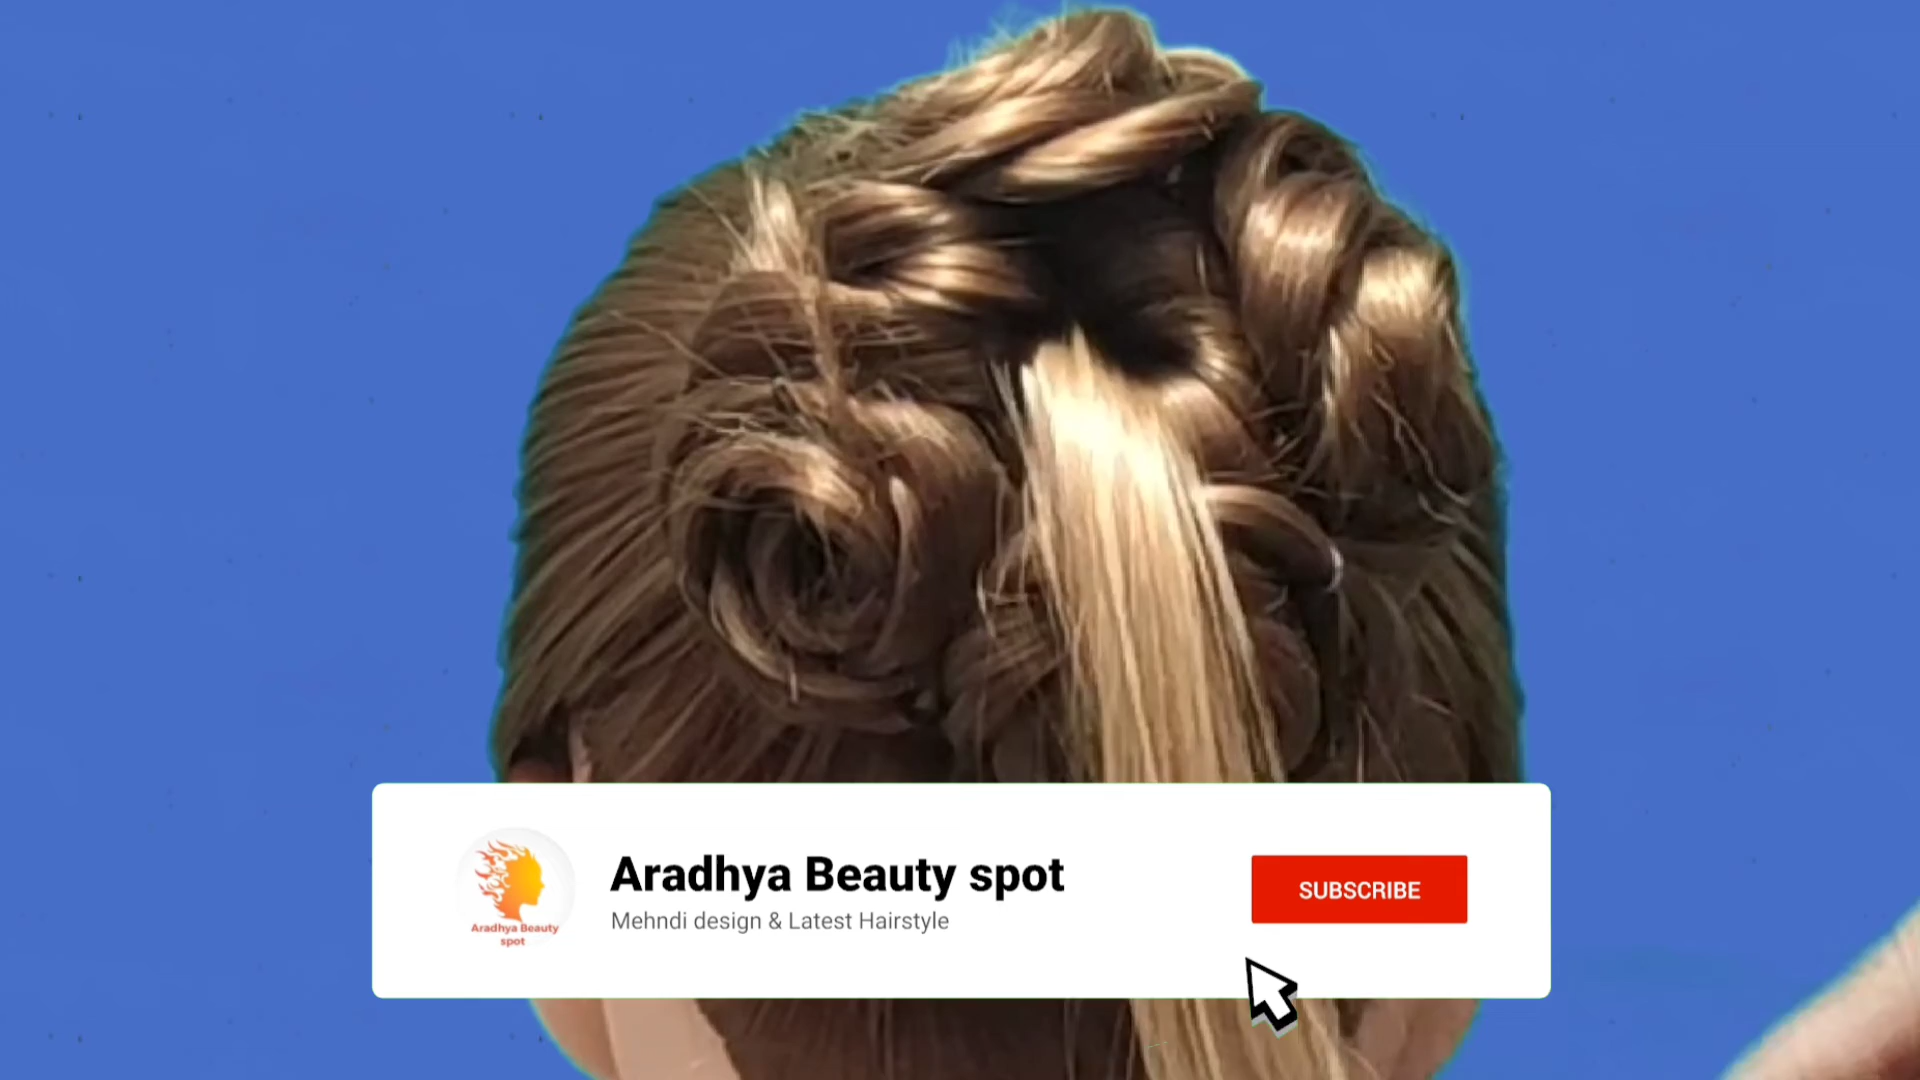 Aradhya Beauty spot
Mehndi design & Latest Hairstyle
SUBSCRIBE
Aradhya Beauty
spot